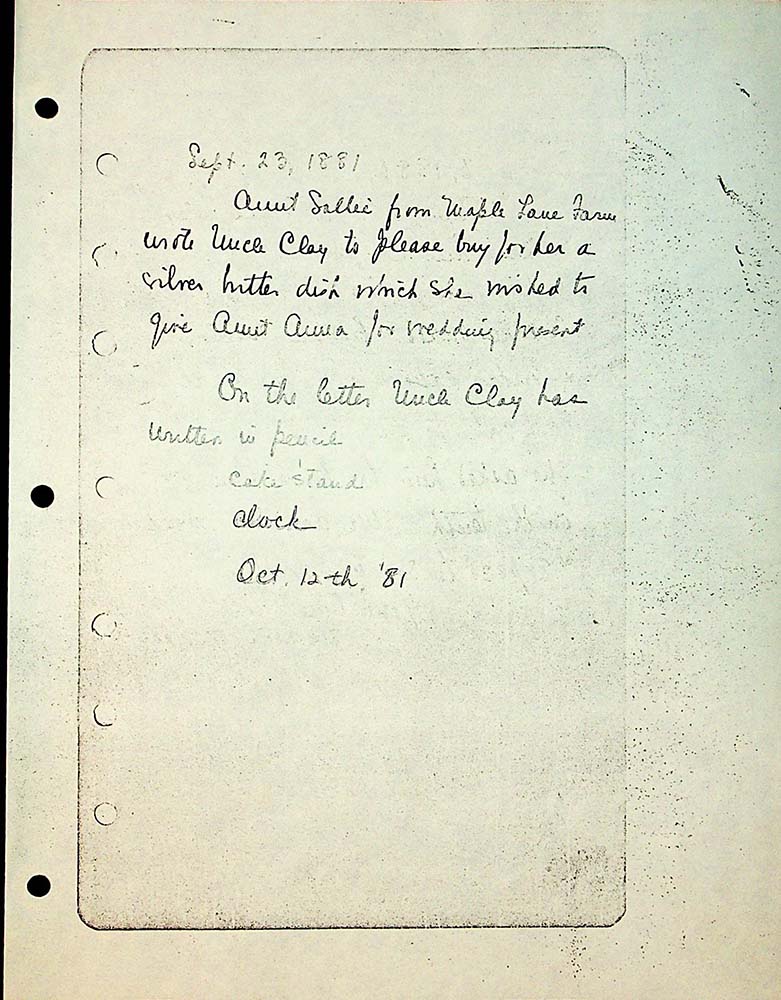 Sept. 23, 1881
Aunt Sallie from Maple Lane Farm
wrote Uncle Clay to please buy for her a
silver butter dish which she wished to
give Aunt Anna for wedding present
On the letter Uncle Clay has
written in pencil
cake stand
clock
Oct. 12th '81